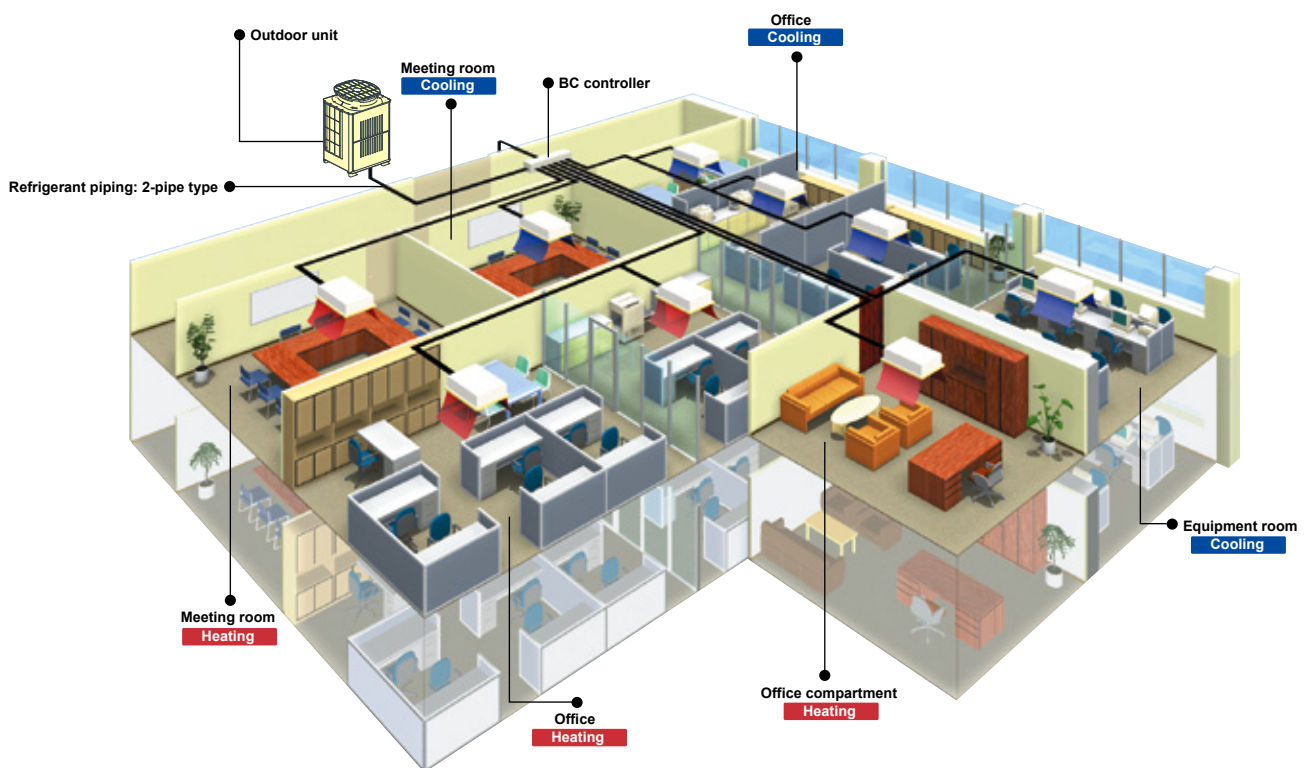 Office
Cooling
Outdoor unit
Meeting room
Cooling
BC controller
Refrigerant piping: 2-pipe type
Equipment room
Cooling
Meeting room
Heating
Office compartment
Heating
Office
Heating